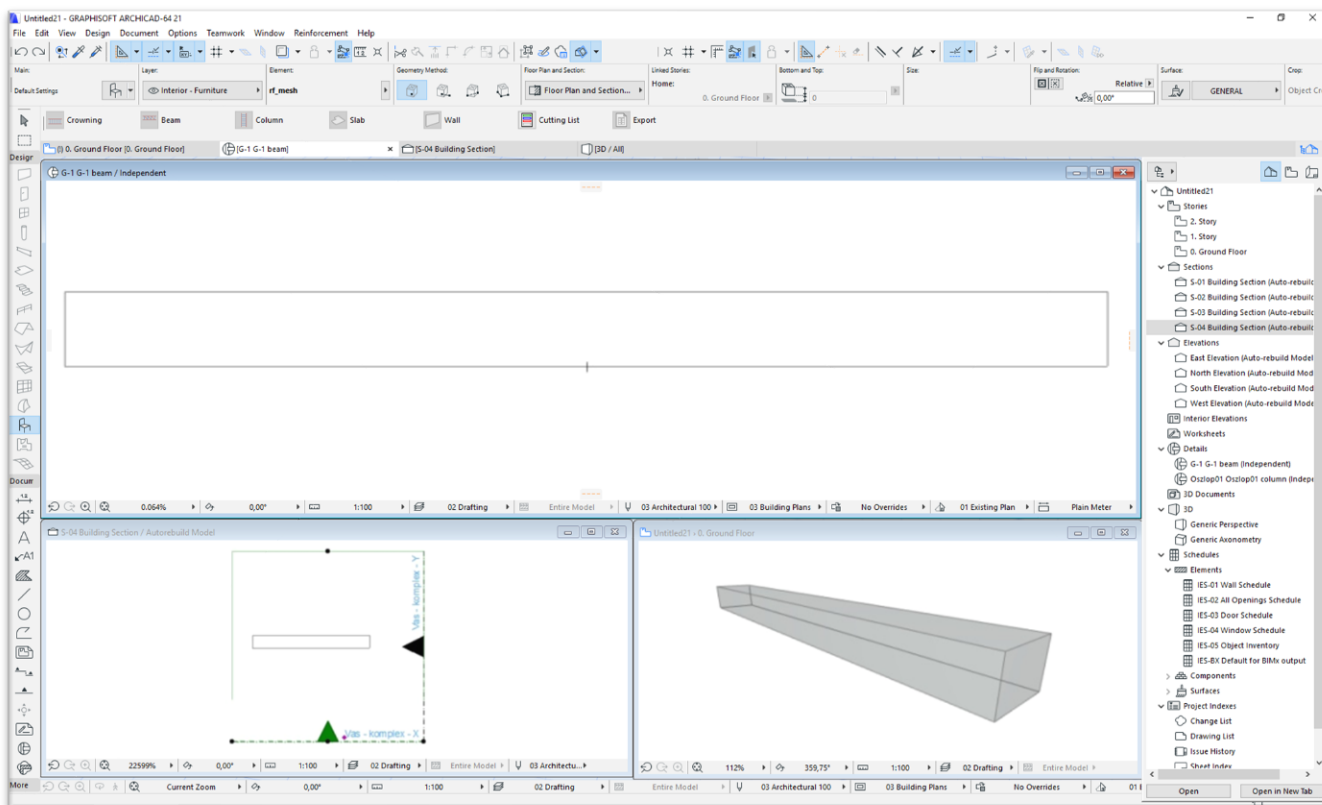 Untitled21 - GRAPHISOFT ARCHICAD-64 21
File Edit View Design Document Options Teamwork Window Reinforcement Help
Main: Layer: Element: Geometry Method: Floor Plan and Section: Linked Stories: Bottom and Top: Size: Flip and Rotation: Surface: Crop:
Default Settings Interior - Furniture rf_mesh Floor Plan and Section... Home: 0. Ground Floor 0 Relative 0,00° GENERAL Object Cr
Crowning Beam Column Slab Wall Cutting List Export
(I) 0. Ground Floor [0. Ground Floor] [G-1 G-1 beam] [S-04 Building Section] [3D / All]
Design
G-1 G-1 beam / Independent
0.064% 0,00° 1:100 02 Drafting Entire Model 03 Architectural 100 03 Building Plans No Overrides 01 Existing Plan Plain Meter
Docum
A1
S-04 Building Section / Autorebuild Model
Vas - komplex - Y
Vas - komplex - X
22599% 0,00° 1:100 02 Drafting Entire Model 03 Architectu...
Untitled21 - 0. Ground Floor
112% 359,75° 1:100 02 Drafting Entire Model
More
Current Zoom 0,00° 1:100 02 Drafting Entire Model 03 Architectural 100 03 Building Plans No Overrides 01 E
Untitled21
Stories
2. Story
1. Story
0. Ground Floor
Sections
S-01 Building Section (Auto-rebuild
S-02 Building Section (Auto-rebuild
S-03 Building Section (Auto-rebuild
S-04 Building Section (Auto-rebuild
Elevations
East Elevation (Auto-rebuild Model
North Elevation (Auto-rebuild Mod
South Elevation (Auto-rebuild Mod
West Elevation (Auto-rebuild Mode
Interior Elevations
Worksheets
Details
G-1 G-1 beam (Independent)
Oszlop01 Oszlop01 column (Indepe
3D Documents
3D
Generic Perspective
Generic Axonometry
Schedules
Elements
IES-01 Wall Schedule
IES-02 All Openings Schedule
IES-03 Door Schedule
IES-04 Window Schedule
IES-05 Object Inventory
IES-BX Default for BIMx output
Components
Surfaces
Project Indexes
Change List
Drawing List
Issue History
Sheet Index
Open Open in New Tab